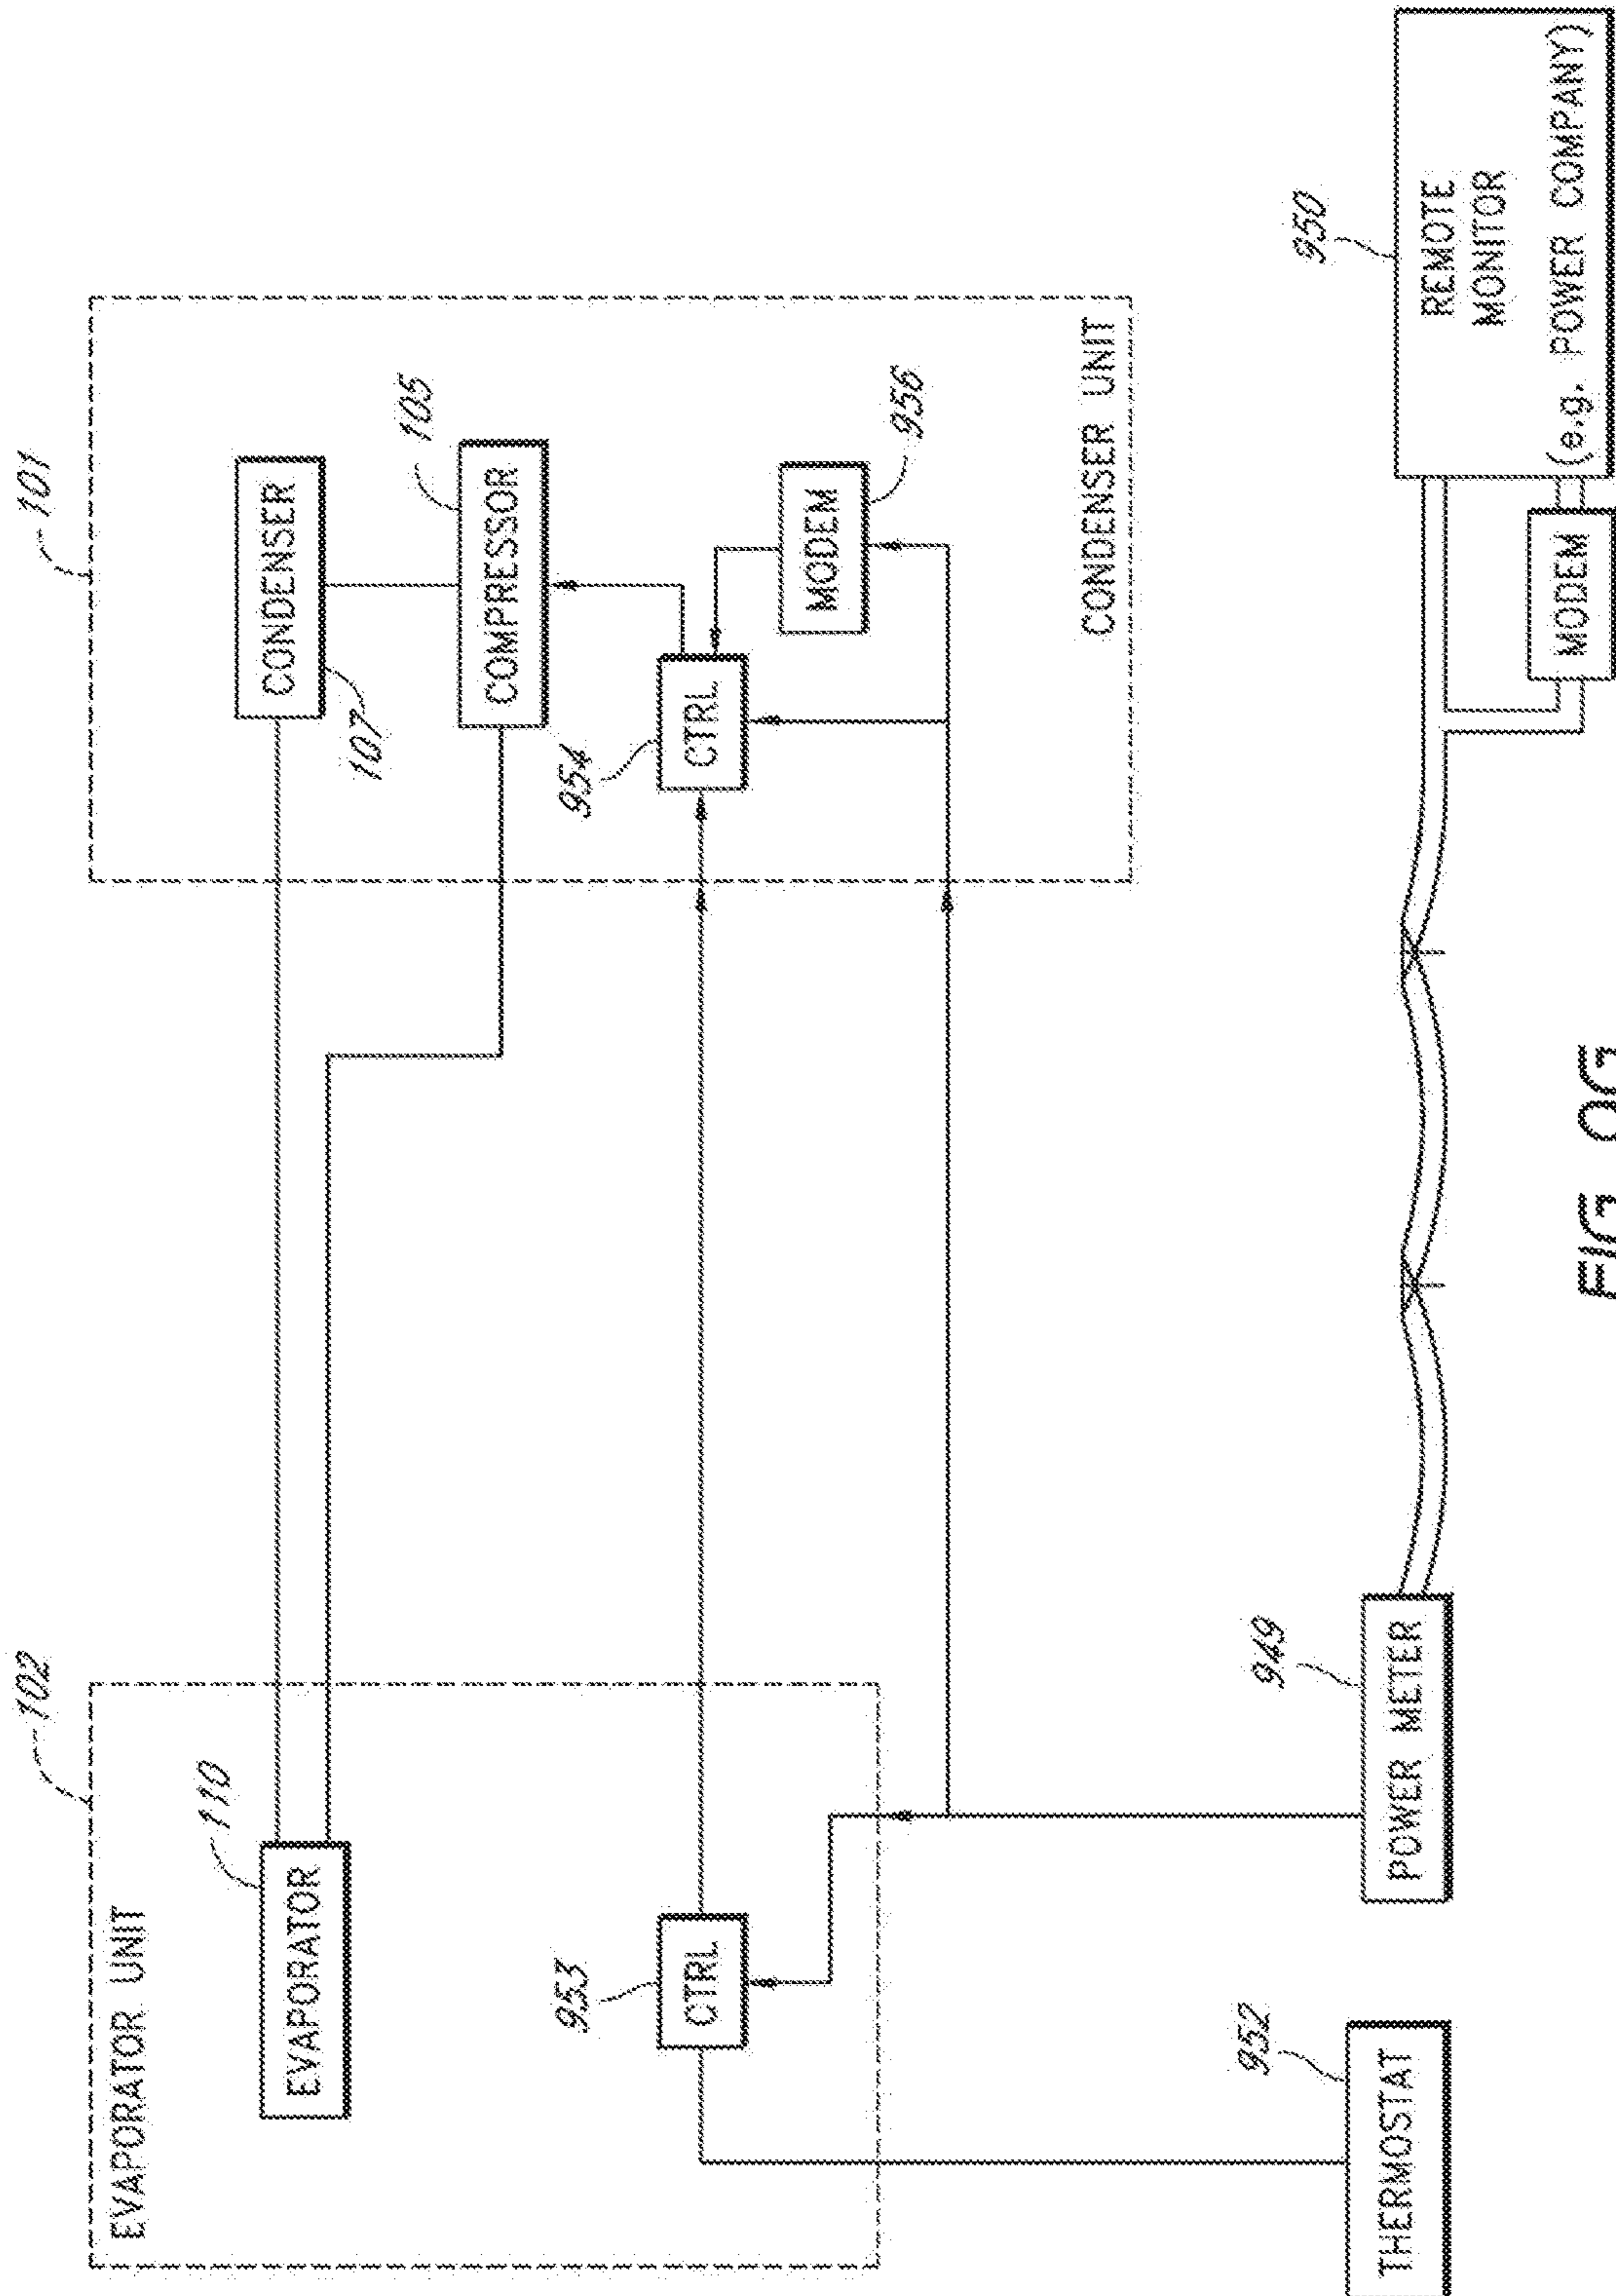 102
EVAPORATOR UNIT
110
EVAPORATOR
953
CTRL
952
THERMOSTAT
949
POWER METER
101
CONDENSER
107
105
COMPRESSOR
954
CTRL
956
MODEM
CONDENSER UNIT
950
REMOTE
MONITOR
(e.g. POWER COMPANY)
MODEM